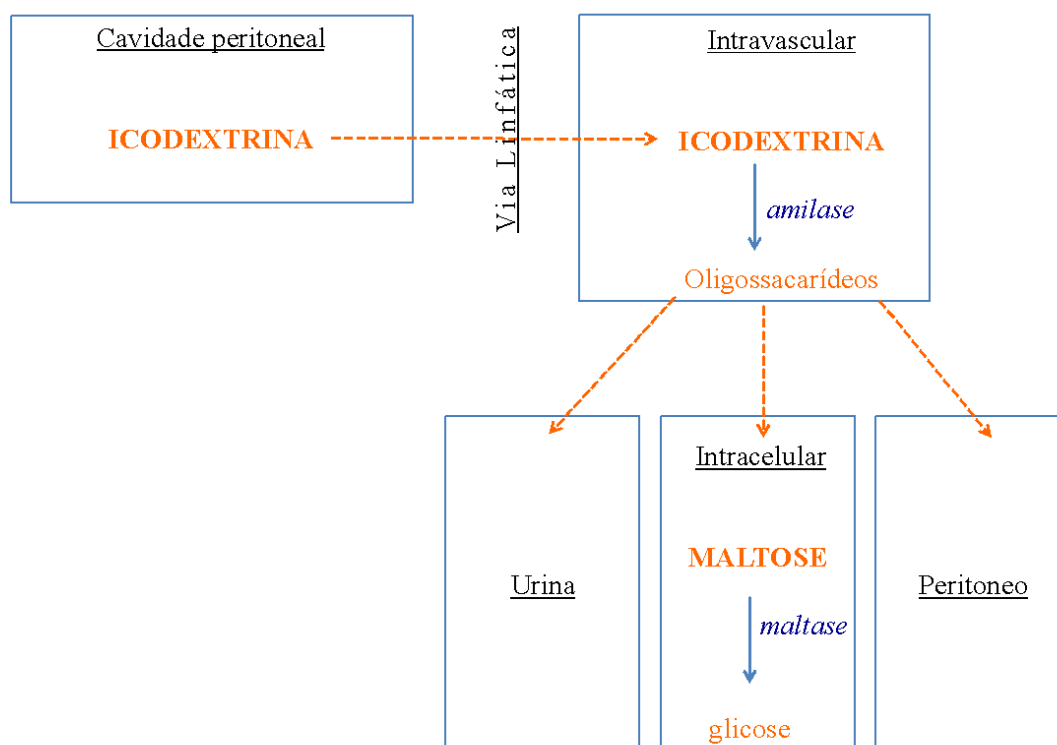 Cavidade peritoneal
ICODEXTRINA
Via Linfática
Intravascular
ICODEXTRINA
amilase
Oligossacarídeos
Urina
Intracelular
MALTOSE
maltase
glicose
Peritoneo